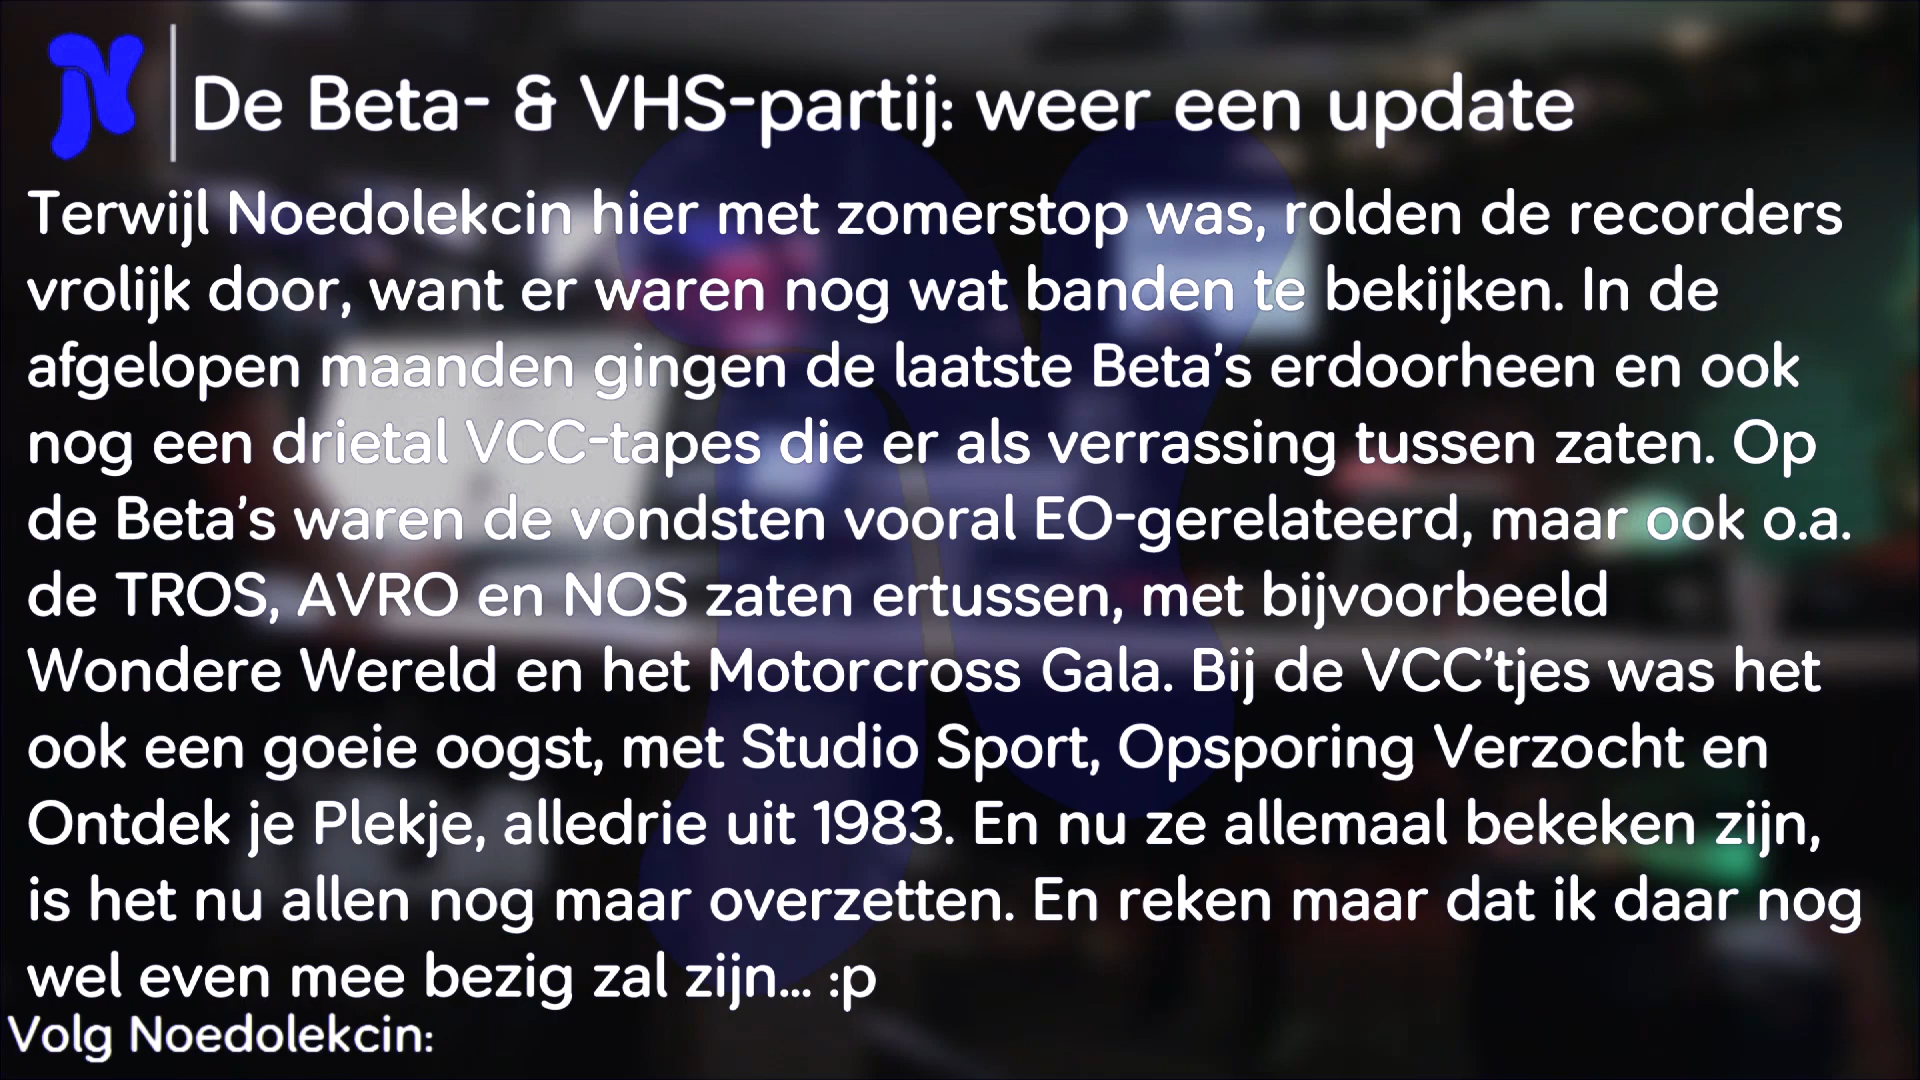 De Beta- & VHS-partij: weer een update
Terwijl Noedolekcin hier met zomerstop was, rolden de recorders
vrolijk door, want er waren nog wat banden te bekijken. In de
afgelopen maanden gingen de laatste Beta's erdoorheen en ook
nog een drietal VCC-tapes die er als verrassing tussen zaten. Op
de Beta's waren de vondsten vooral EO-gerelateerd, maar ook o.a.
de TROS, AVRO en NOS zaten ertussen, met bijvoorbeeld
Wondere Wereld en het Motorcross Gala. Bij de VCC'tjes was het
ook een goeie oogst, met Studio Sport, Opsporing Verzocht en
Ontdek je Plekje, alledrie uit 1983. En nu ze allemaal bekeken zijn,
is het nu allen nog maar overzetten. En reken maar dat ik daar nog
wel even mee bezig zal zijn... :p
Volg Noedolekcin: